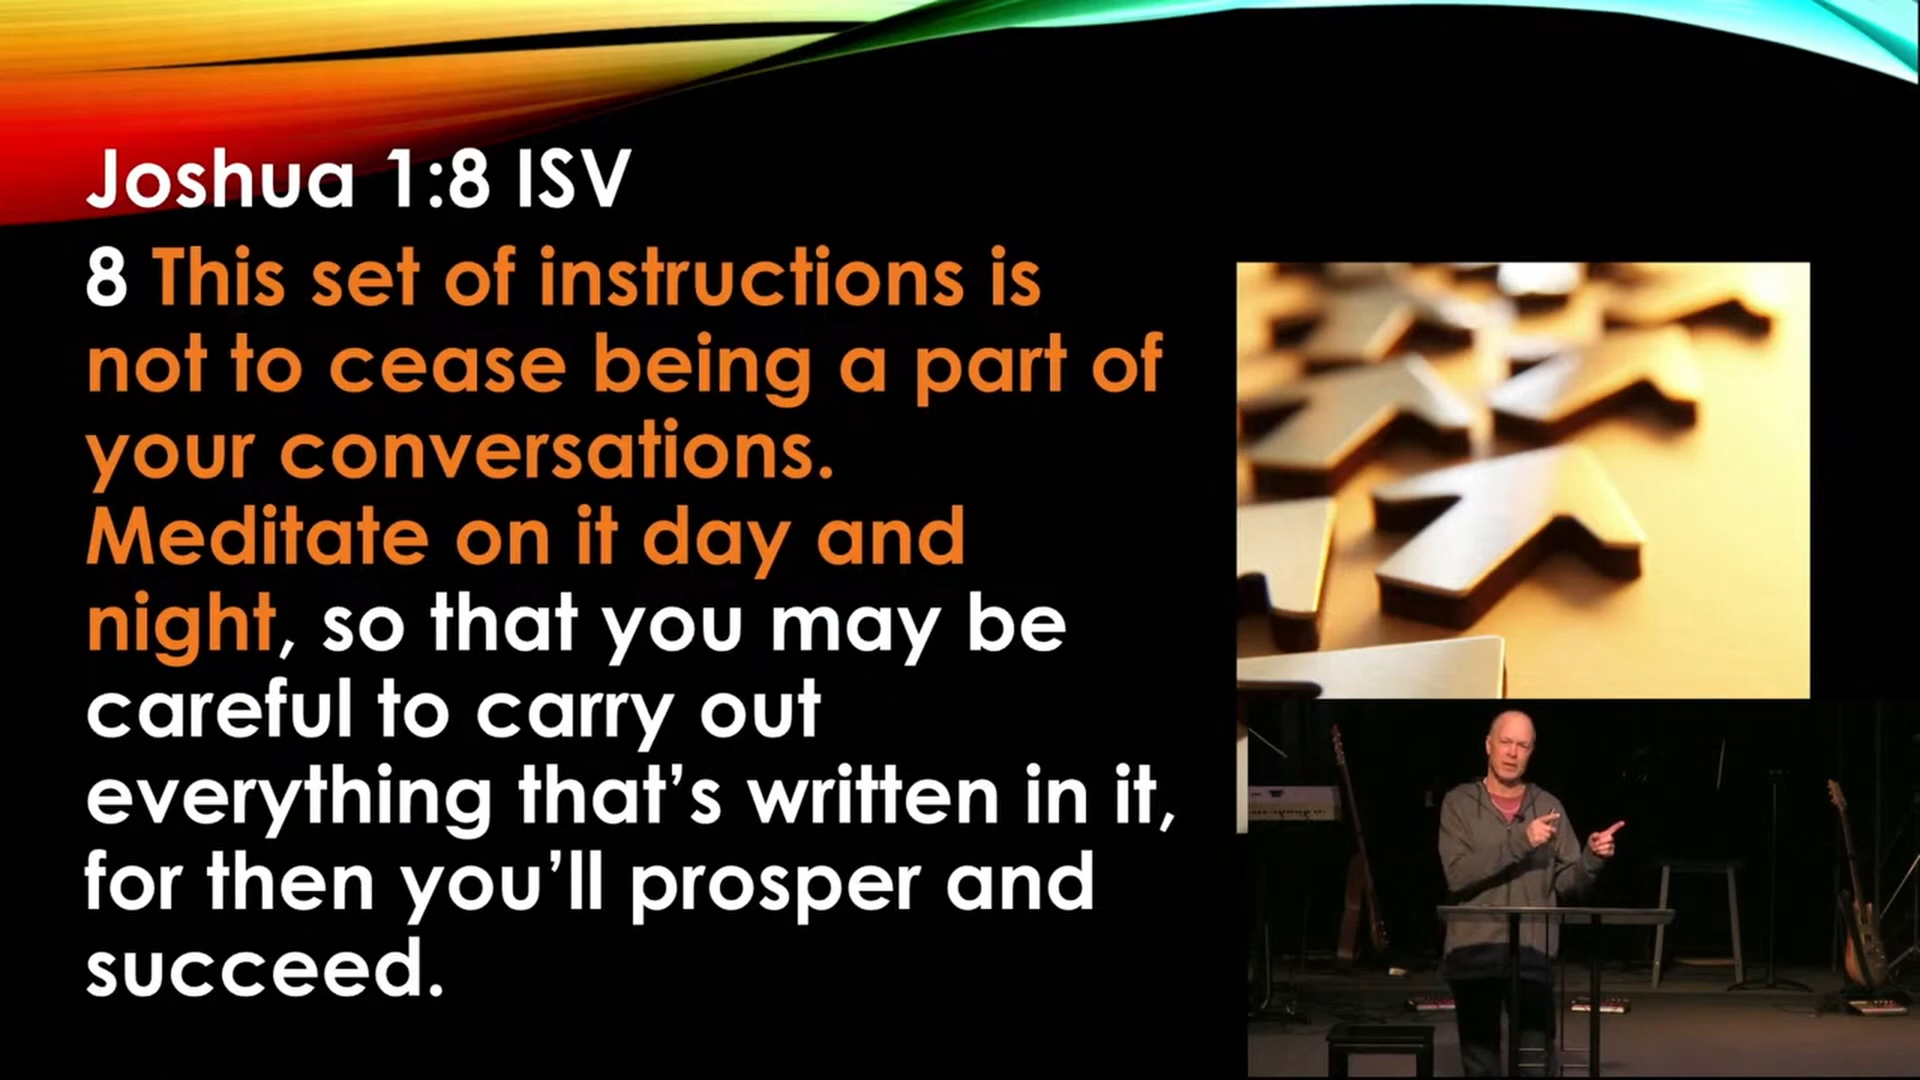 Joshua 1:8 ISV
8 This set of instructions is
not to cease being a part of
your conversations.
Meditate on it day and
night, so that you may be
careful to carry out
everything that’s written in it,
for then you’ll prosper and
succeed.